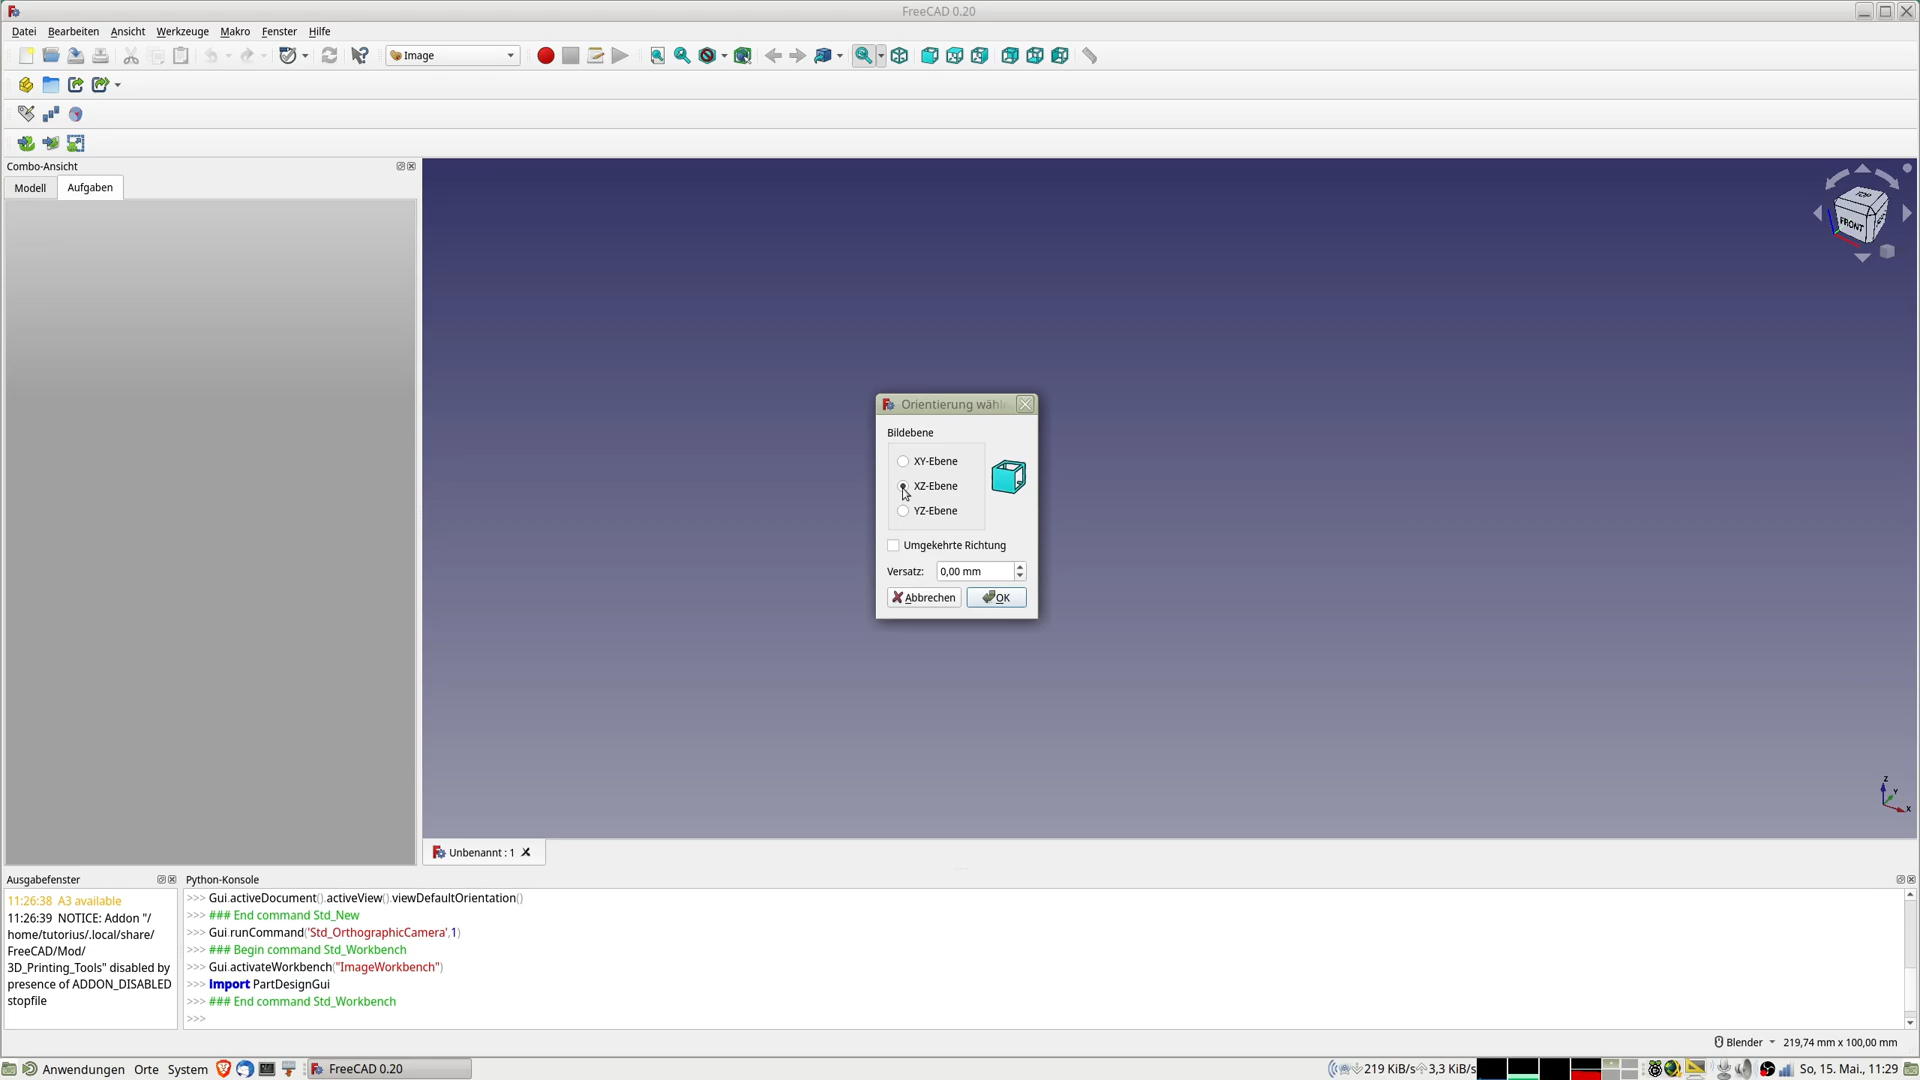 FreeCAD 0.20
Datei Bearbeiten Ansicht Werkzeuge Makro Fenster Hilfe
Image
Combo-Ansicht
Modell Aufgaben
TOP
FRONT
Orientierung wähl
Bildebene
XY-Ebene
XZ-Ebene
YZ-Ebene
Umgekehrte Richtung
Versatz: 0,00 mm
Abbrechen OK
Z
Y
X
Unbenannt : 1
Ausgabefenster
11:26:38 A3 available
11:26:39 NOTICE: Addon "/
home/tutorius/.local/share/
FreeCAD/Mod/
3D_Printing_Tools" disabled by
presence of ADDON_DISABLED
stopfile
Python-Konsole
>>> Gui.activeDocument().activeView().viewDefaultOrientation()
>>> ### End command Std_New
>>> Gui.runCommand('Std_OrthographicCamera',1)
>>> ### Begin command Std_Workbench
>>> Gui.activateWorkbench("ImageWorkbench")
>>> import PartDesignGui
>>> ### End command Std_Workbench
>>>
Blender 219,74 mm x 100,00 mm
Anwendungen Orte System FreeCAD 0.20 219 KiB/s 3,3 KiB/s So, 15. Mai., 11:29